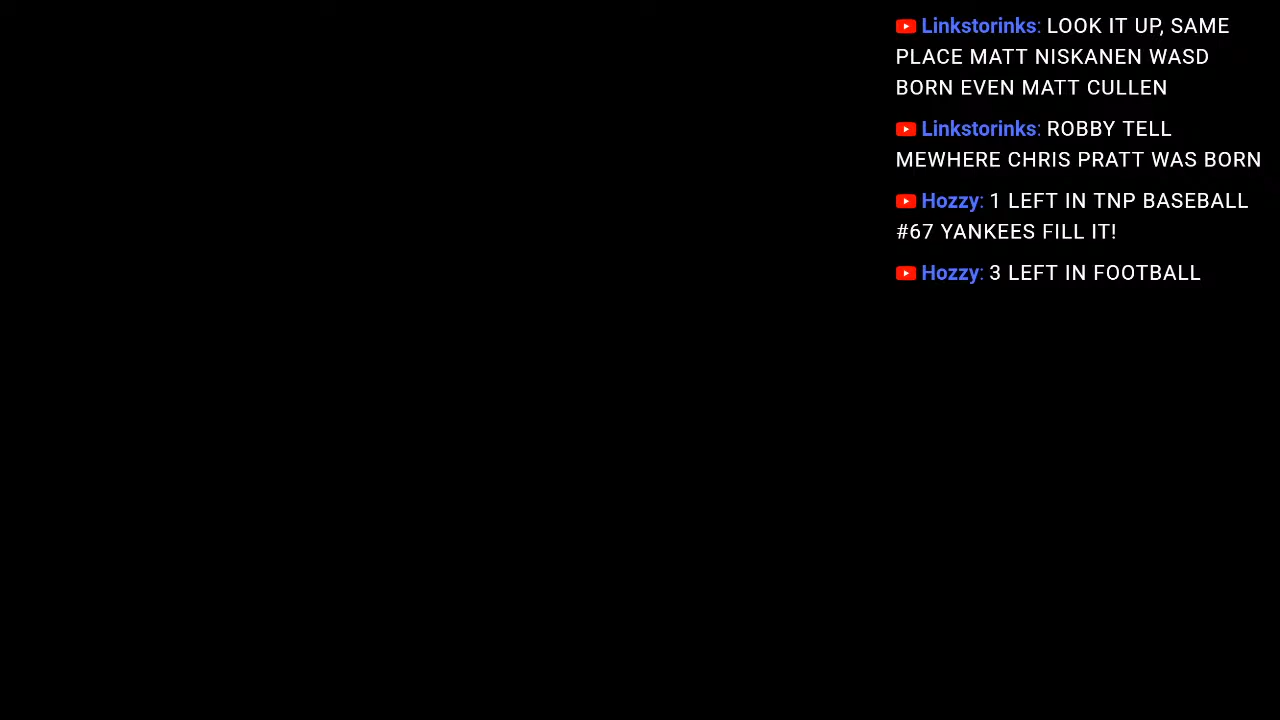 Linkstorinks: LOOK IT UP, SAME
PLACE MATT NISKANEN WASD
BORN EVEN MATT CULLEN
Linkstorinks: ROBBY TELL
MEWHERE CHRIS PRATT WAS BORN
Hozzy: 1 LEFT IN TNP BASEBALL
#67 YANKEES FILL IT!
Hozzy: 3 LEFT IN FOOTBALL